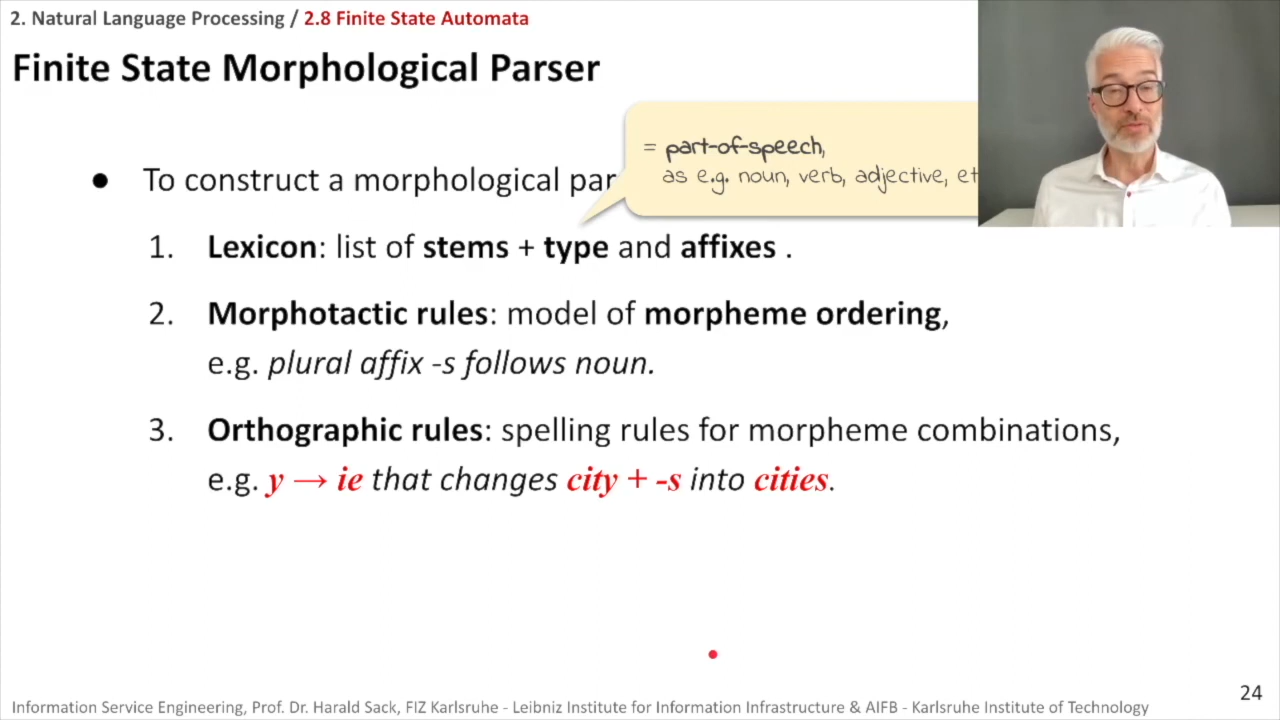 2. Natural Language Processing / 2.8 Finite State Automata
Finite State Morphological Parser
= part-of-speech,
as e.g. noun, verb, adjective, et
● To construct a morphological par
1. Lexicon: list of stems + type and affixes .
2. Morphotactic rules: model of morpheme ordering,
e.g. plural affix -s follows noun.
3. Orthographic rules: spelling rules for morpheme combinations,
e.g. y → ie that changes city + -s into cities.
24
Information Service Engineering, Prof. Dr. Harald Sack, FIZ Karlsruhe - Leibniz Institute for Information Infrastructure & AIFB - Karlsruhe Institute of Technology